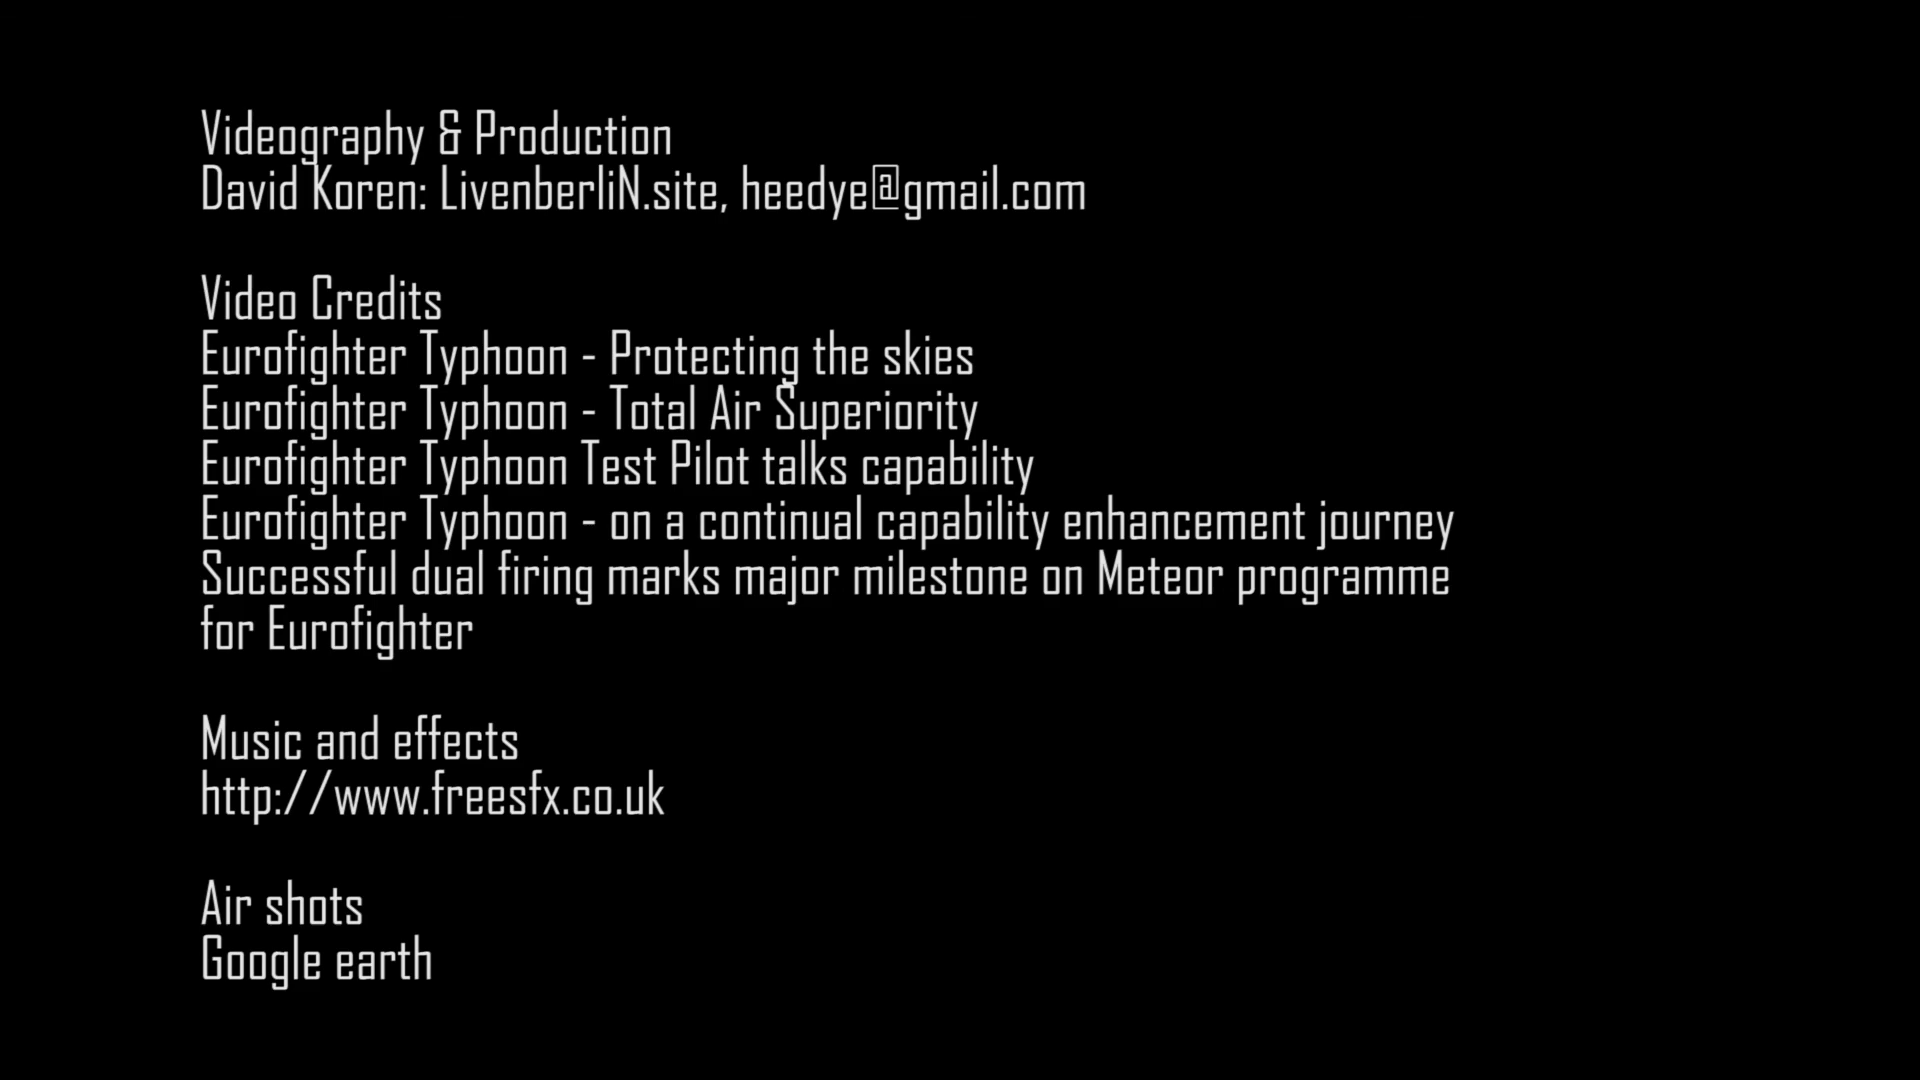 Videography & Production
David Koren: LivenberliN.site, heedye@gmail.com
Video Credits
Eurofighter Typhoon - Protecting the skies
Eurofighter Typhoon - Total Air Superiority
Eurofighter Typhoon Test Pilot talks capability
Eurofighter Typhoon - on a continual capability enhancement journey
Successful dual firing marks major milestone on Meteor programme
for Eurofighter
Music and effects
http://www.freesfx.co.uk
Air shots
Google earth